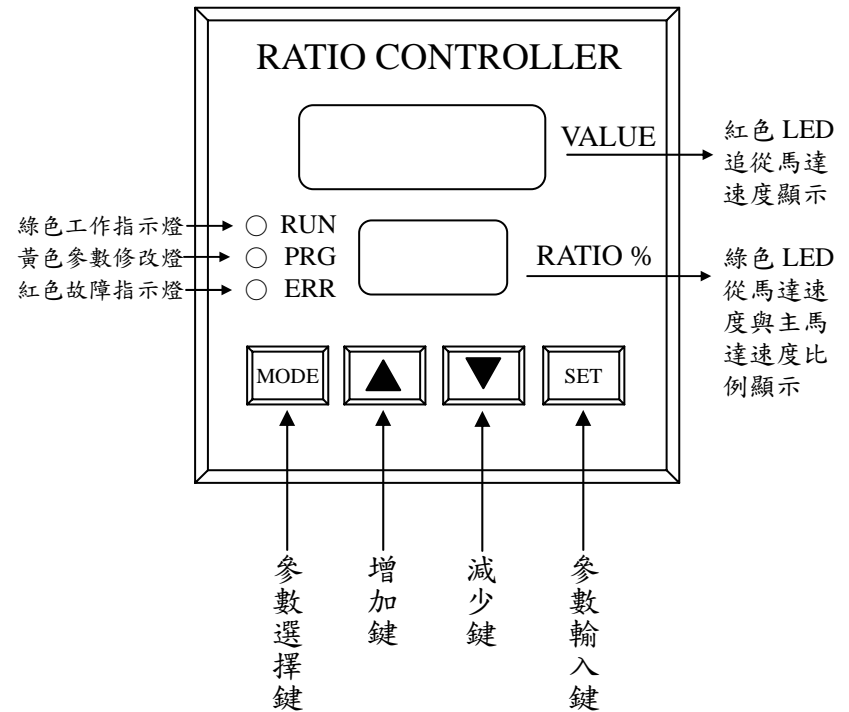 RATIO CONTROLLER
VALUE
紅色 LED
追從馬達
速度顯示
綠色工作指示燈
RUN
黃色參數修改燈
PRG
紅色故障指示燈
ERR
RATIO %
綠色 LED
從馬達速
度與主馬
達速度比
例顯示
MODE
SET
參數選擇鍵
增加鍵
減少鍵
參數輸入鍵